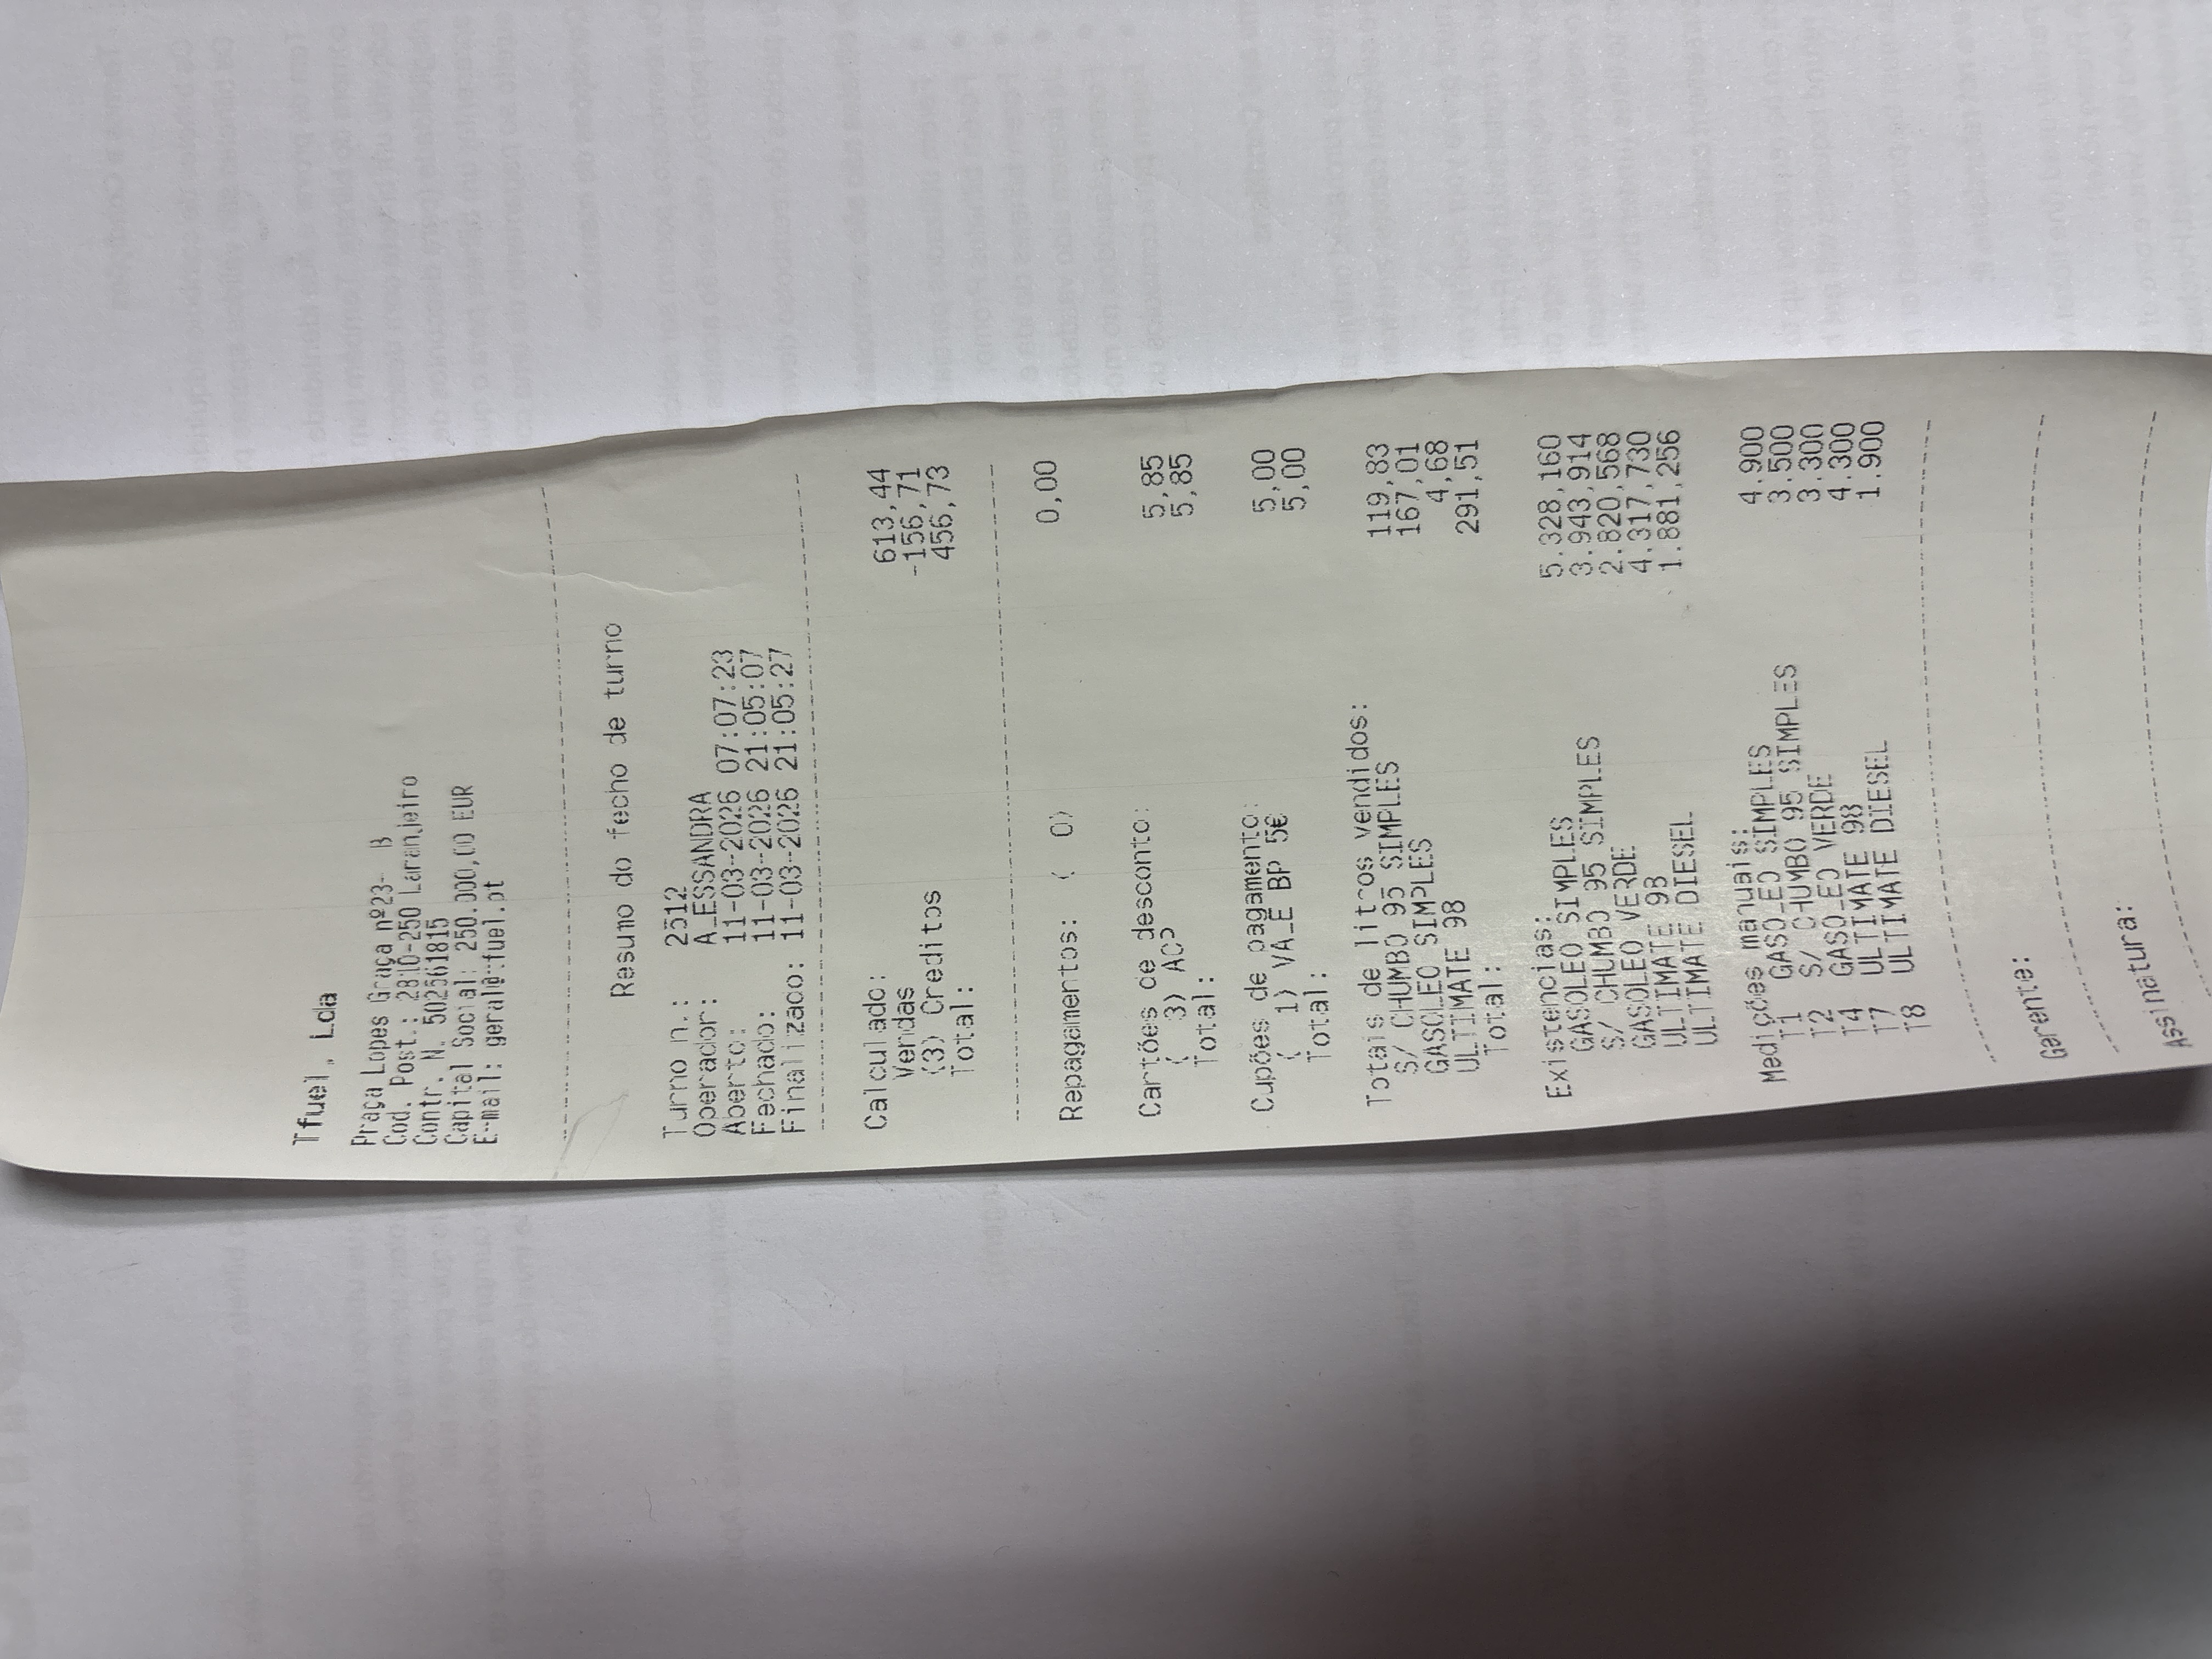 Tfuel, Lda
Praça Lopes Graça nº23- B
Cod. Post.: 2810-250 Laranjeiro
Contr. N. 502561815
Capital Social: 250.000,00 EUR
E-mail: geral@tfuel.pt
Resumo do fecho de turno
Turno n.: 2512
Operador: ALESSANDRA
Aberto: 11-03-2026 07:07:23
Fechado: 11-03-2026 21:05:07
Finalizado: 11-03-2026 21:05:27
Calculado:
Vendas 613,44
(3) Creditos -156,71
Total: 456,73
Repagamentos: ( 0) 0,00
Cartões de desconto:
( 3) ACP 5,85
Total: 5,85
Cupões de pagamento:
( 1) VALE BP 5€ 5,00
Total: 5,00
Totais de litros vendidos:
S/ CHUMBO 95 SIMPLES 119,83
GASOLEO SIMPLES 167,01
ULTIMATE 98 4,68
Total: 291,51
Existencias:
GASOLEO SIMPLES 5.328,160
S/ CHUMBO 95 SIMPLES 3.943,914
GASOLEO VERDE 2.820,568
ULTIMATE 98 4.317,730
ULTIMATE DIESEL 1.881,256
Medições manuais:
T1 GASOLEO SIMPLES 4.900
T2 S/ CHUMBO 95 SIMPLES 3.500
T4 GASOLEO VERDE 3.300
T7 ULTIMATE 98 4.300
T8 ULTIMATE DIESEL 1.900
Gerente:
Assinatura: